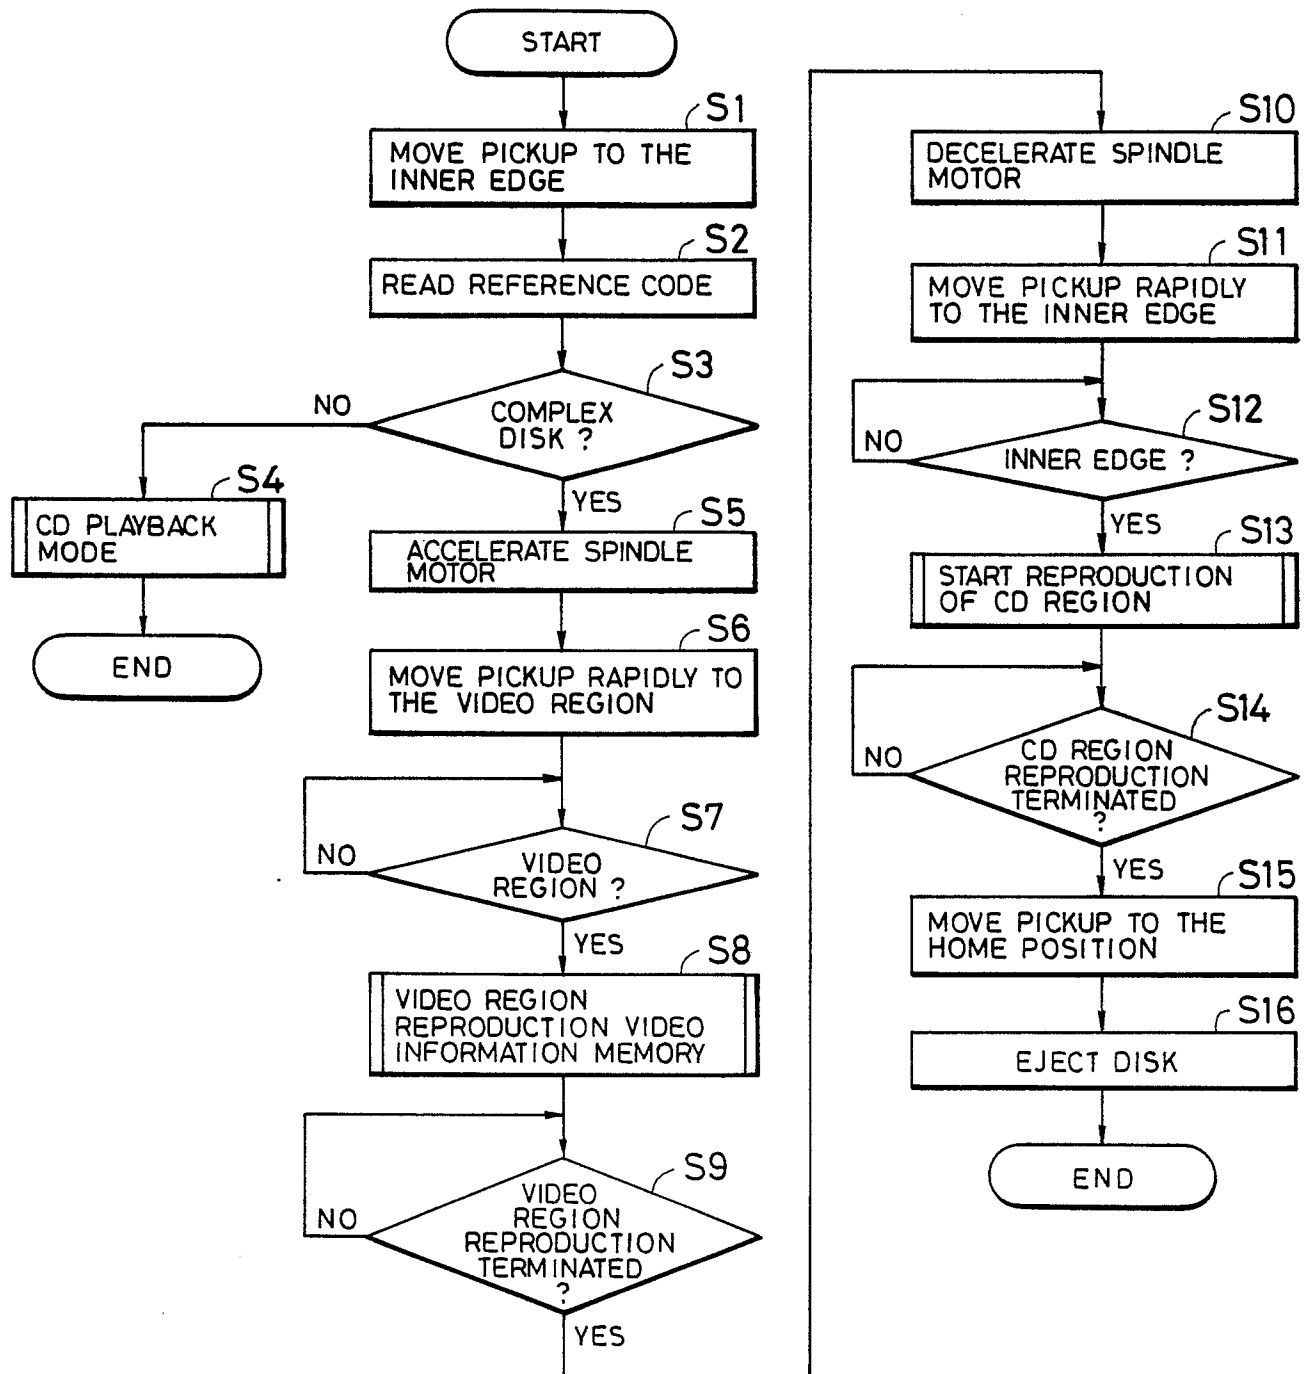 START
S1
MOVE PICKUP TO THE
INNER EDGE
S2
READ REFERENCE CODE
S3
COMPLEX
DISK ?
NO
YES
S4
CD PLAYBACK
MODE
END
S5
ACCELERATE SPINDLE
MOTOR
S6
MOVE PICKUP RAPIDLY TO
THE VIDEO REGION
S7
VIDEO
REGION ?
NO
YES
S8
VIDEO REGION
REPRODUCTION VIDEO
INFORMATION MEMORY
S9
VIDEO
REGION
REPRODUCTION
TERMINATED
?
NO
YES
S10
DECELERATE SPINDLE
MOTOR
S11
MOVE PICKUP RAPIDLY
TO THE INNER EDGE
S12
INNER EDGE ?
NO
YES
S13
START REPRODUCTION
OF CD REGION
S14
CD REGION
REPRODUCTION
TERMINATED
?
NO
YES
S15
MOVE PICKUP TO THE
HOME POSITION
S16
EJECT DISK
END